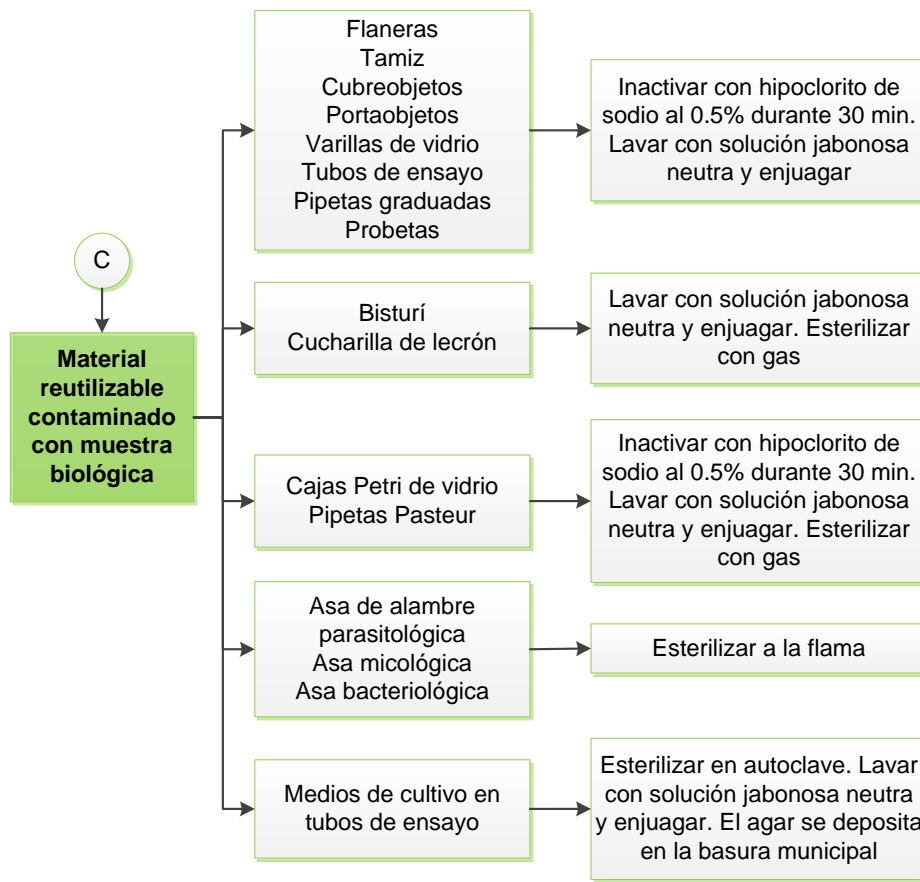 C
Material
reutilizable
contaminado
con muestra
biológica
Flaneras
Tamiz
Cubreobjetos
Portaobjetos
Varillas de vidrio
Tubos de ensayo
Pipetas graduadas
Probetas
Inactivar con hipoclorito de
sodio al 0.5% durante 30 min.
Lavar con solución jabonosa
neutra y enjuagar
Bisturí
Cucharilla de lecrón
Lavar con solución jabonosa
neutra y enjuagar. Esterilizar
con gas
Cajas Petri de vidrio
Pipetas Pasteur
Inactivar con hipoclorito de
sodio al 0.5% durante 30 min.
Lavar con solución jabonosa
neutra y enjuagar. Esterilizar
con gas
Asa de alambre
parasitológica
Asa micológica
Asa bacteriológica
Esterilizar a la flama
Medios de cultivo en
tubos de ensayo
Esterilizar en autoclave. Lavar
con solución jabonosa neutra
y enjuagar. El agar se deposita
en la basura municipal